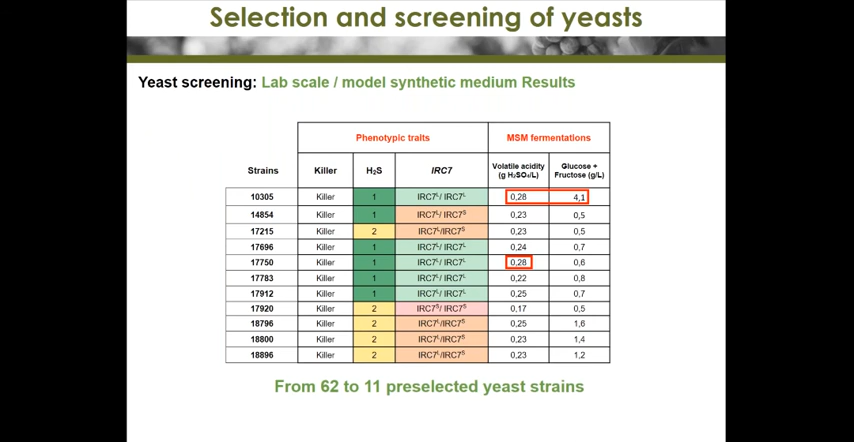 Selection and screening of yeasts
Yeast screening: Lab scale / model synthetic medium Results
Phenotypic traits MSM fermentations
Strains Killer H₂S IRC7 Volatile acidity (g H₂SO₄/L) Glucose + Fructose (g/L)
10305 Killer 1 IRC7ᴸ/ IRC7ᴸ 0,28 4,1
14854 Killer 1 IRC7ᴸ/ IRC7ˢ 0,23 0,5
17215 Killer 2 IRC7ᴸ/IRC7ˢ 0,23 0,5
17696 Killer 1 IRC7ᴸ/ IRC7ᴸ 0,24 0,7
17750 Killer 1 IRC7ᴸ/ IRC7ᴸ 0,28 0,6
17783 Killer 1 IRC7ᴸ/ IRC7ᴸ 0,22 0,8
17912 Killer 1 IRC7ᴸ/ IRC7ᴸ 0,25 0,7
17920 Killer 2 IRC7ˢ/ IRC7ˢ 0,17 0,5
18796 Killer 2 IRC7ᴸ/IRC7ˢ 0,25 1,6
18800 Killer 2 IRC7ᴸ/IRC7ˢ 0,23 1,4
18896 Killer 2 IRC7ᴸ/IRC7ˢ 0,23 1,2
From 62 to 11 preselected yeast strains